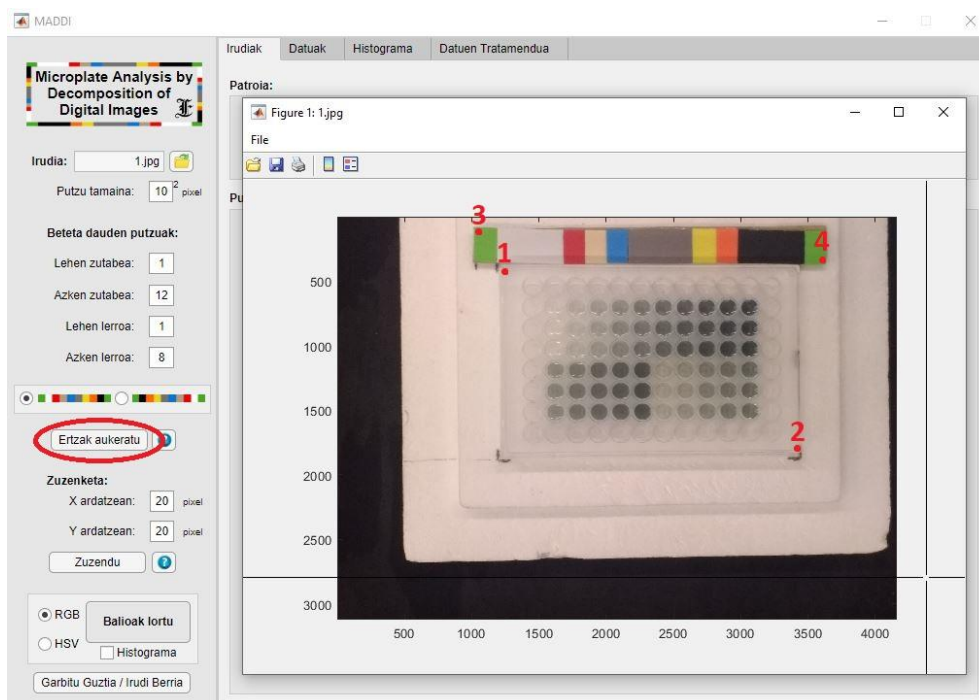 MADDI
Microplate Analysis by
Decomposition of
Digital Images
Irudia: 1.jpg
Putzu tamaina: 10 2 pixel
Beteta dauden putzuak:
Lehen zutabea: 1
Azken zutabea: 12
Lehen lerroa: 1
Azken lerroa: 8
Ertzak aukeratu
Zuzenketa:
X ardatzean: 20 pixel
Y ardatzean: 20 pixel
Zuzendu
RGB
HSV
Balioak lortu
Histograma
Garbitu Guztia / Irudi Berria
Irudiak Datuak Histograma Datuen Tratamendua
Patroia:
Pu
Figure 1: 1.jpg
File
3
4
1
2
500
1000
1500
2000
2500
3000
500 1000 1500 2000 2500 3000 3500 4000